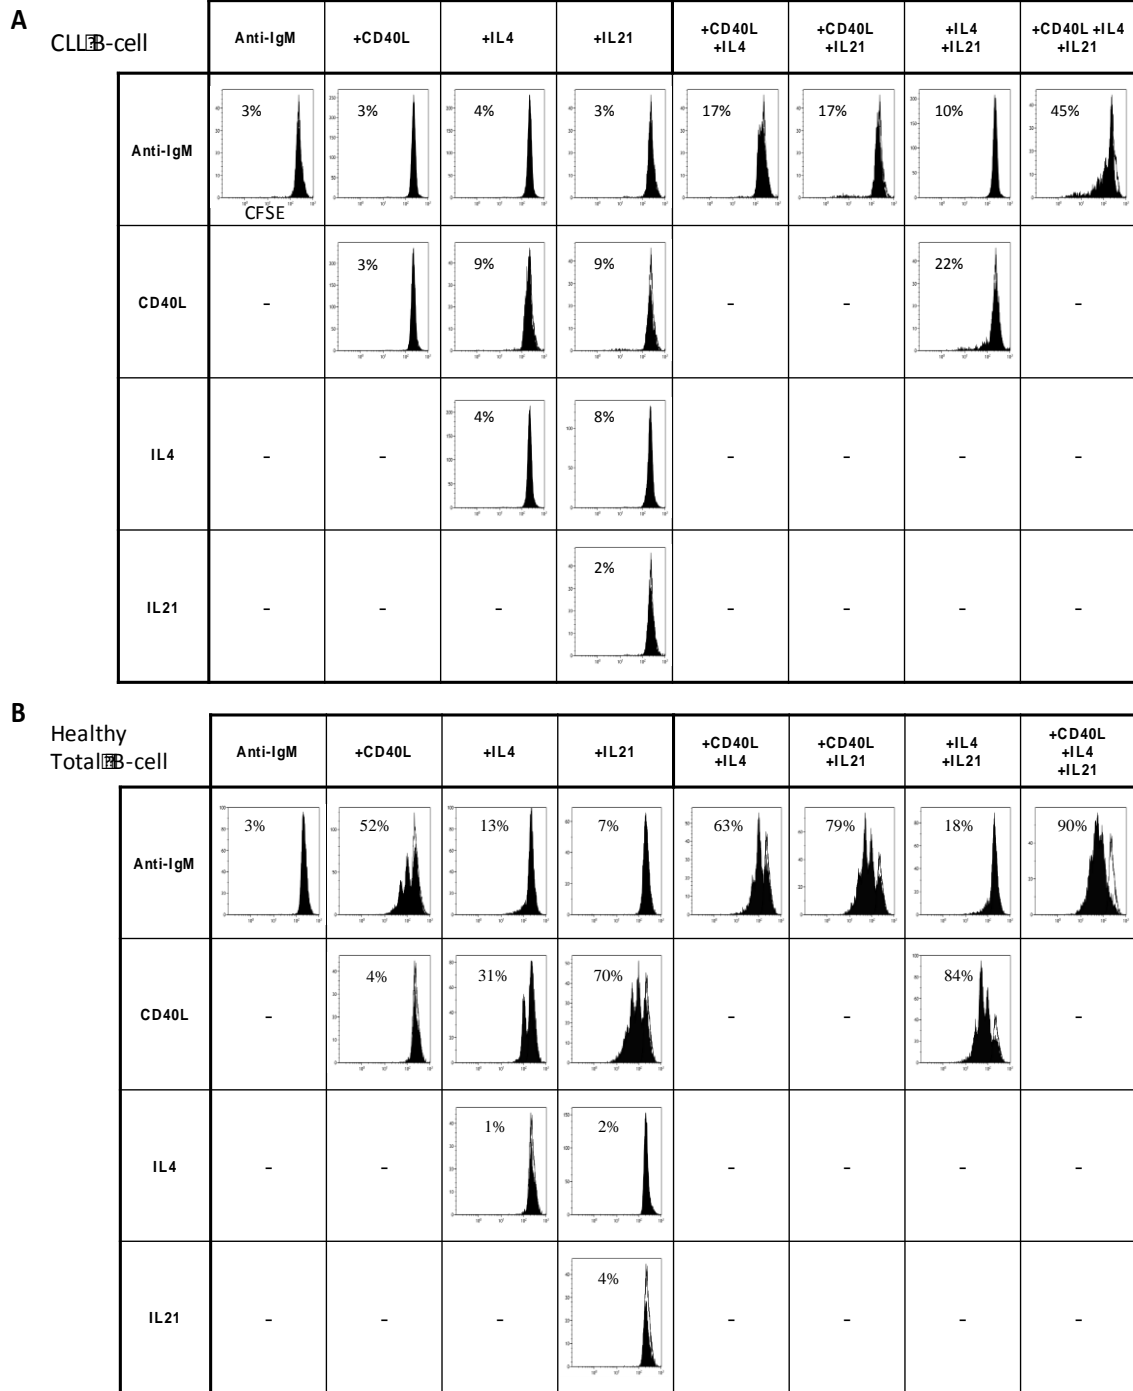 A
CLL B-cell
Anti-IgM
+CD40L
+IL4
+IL21
+CD40L
+IL4
+CD40L
+IL21
+IL4
+IL21
+CD40L +IL4
+IL21
Anti-IgM
3%
3%
4%
3%
17%
17%
10%
45%
CFSE
CD40L
–
3%
9%
9%
–
–
22%
–
IL4
–
–
4%
8%
–
–
–
–
IL21
–
–
–
2%
–
–
–
–
B
Healthy
Total B-cell
Anti-IgM
+CD40L
+IL4
+IL21
+CD40L
+IL4
+CD40L
+IL21
+IL4
+IL21
+CD40L
+IL4
+IL21
Anti-IgM
3%
52%
13%
7%
63%
79%
18%
90%
CD40L
–
4%
31%
70%
–
–
84%
–
IL4
–
–
1%
2%
–
–
–
–
IL21
–
–
–
4%
–
–
–
–